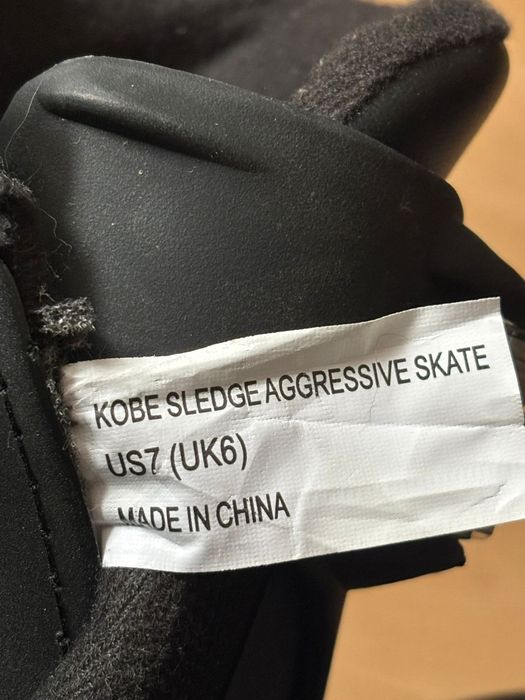 KOBE SLEDGE AGGRESSIVE SKATE
US7 (UK6)
MADE IN CHINA